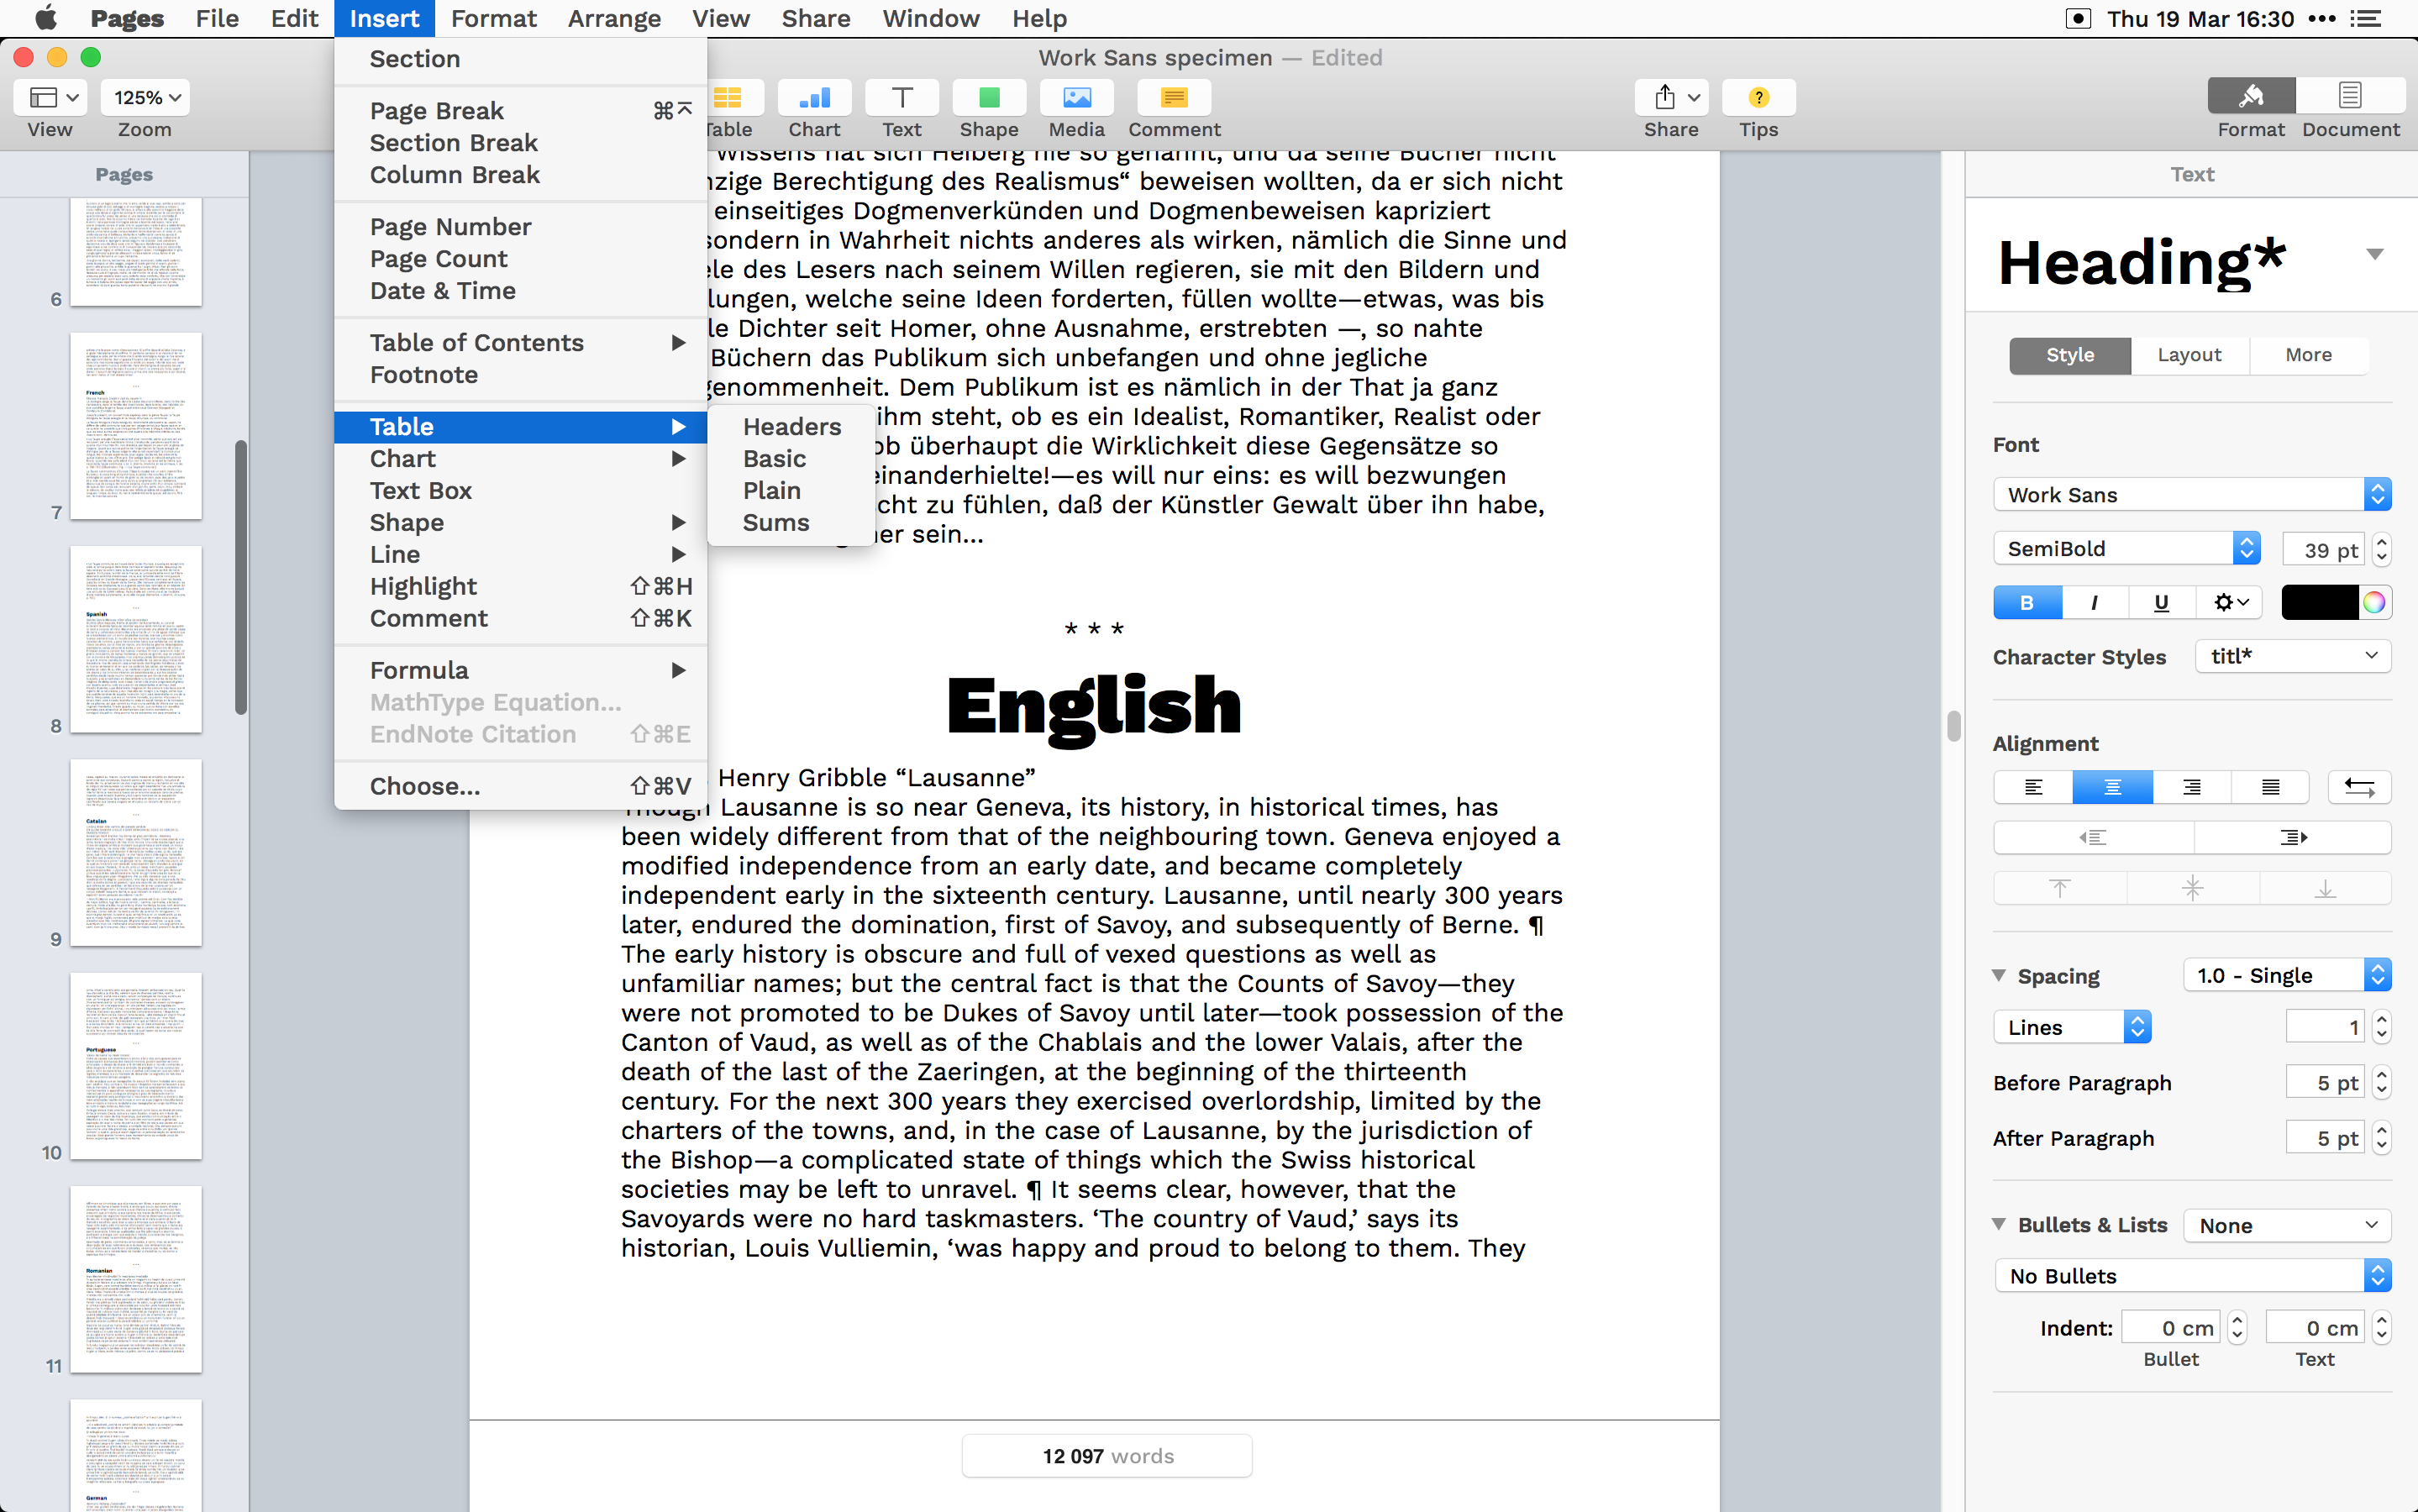 Pages File Edit Insert Format Arrange View Share Window Help
Thu 19 Mar 16:30
Work Sans specimen — Edited
125%
View
Zoom
Table
Chart
Text
Shape
Media
Comment
Share
Tips
Format
Document
Section
Page Break ⌘
Section Break
Column Break
Page Number
Page Count
Date & Time
Table of Contents
Footnote
Table
Chart
Text Box
Shape
Line
Highlight ⇧⌘H
Comment ⇧⌘K
Formula
MathType Equation...
EndNote Citation ⇧⌘E
Choose... ⇧⌘V
Headers
Basic
Plain
Sums
Pages
6
French
7
Spanish
8
Catalan
9
Portuguese
10
Romanian
11
German
Wissens hat sich Heiberg nie so genannt, und da seine Bücher nicht
Berechtigung des Realismus“ beweisen wollten, da er sich nicht
einseitiges Dogmenverkünden und Dogmenbeweisen kapriziert
sondern in Wahrheit nichts anderes als wirken, nämlich die Sinne und
des Lesers nach seinem Willen regieren, sie mit den Bildern und
welche seine Ideen forderten, füllen wollte—etwas, was bis
Dichter seit Homer, ohne Ausnahme, erstrebten —, so nahte
Büchern das Publikum sich unbefangen und ohne jegliche
genommenheit. Dem Publikum ist es nämlich in der That ja ganz
ihm steht, ob es ein Idealist, Romantiker, Realist oder
ob überhaupt die Wirklichkeit diese Gegensätze so
einanderhielte!—es will nur eins: es will bezwungen
zu fühlen, daß der Künstler Gewalt über ihn habe,
sein...
* * *
English
Henry Gribble “Lausanne”
Though Lausanne is so near Geneva, its history, in historical times, has
been widely different from that of the neighbouring town. Geneva enjoyed a
modified independence from an early date, and became completely
independent early in the sixteenth century. Lausanne, until nearly 300 years
later, endured the domination, first of Savoy, and subsequently of Berne. ¶
The early history is obscure and full of vexed questions as well as
unfamiliar names; but the central fact is that the Counts of Savoy—they
were not promoted to be Dukes of Savoy until later—took possession of the
Canton of Vaud, as well as of the Chablais and the lower Valais, after the
death of the last of the Zaeringen, at the beginning of the thirteenth
century. For the next 300 years they exercised overlordship, limited by the
charters of the towns, and, in the case of Lausanne, by the jurisdiction of
the Bishop—a complicated state of things which the Swiss historical
societies may be left to unravel. ¶ It seems clear, however, that the
Savoyards were no hard taskmasters. ‘The country of Vaud,’ says its
historian, Louis Vulliemin, ‘was happy and proud to belong to them. They
12 097 words
Text
Heading*
Style
Layout
More
Font
Work Sans
SemiBold
39 pt
B I U
Character Styles
titl*
Alignment
Spacing
1.0 - Single
Lines
1
Before Paragraph
5 pt
After Paragraph
5 pt
Bullets & Lists
None
No Bullets
Indent:
0 cm
0 cm
Bullet
Text